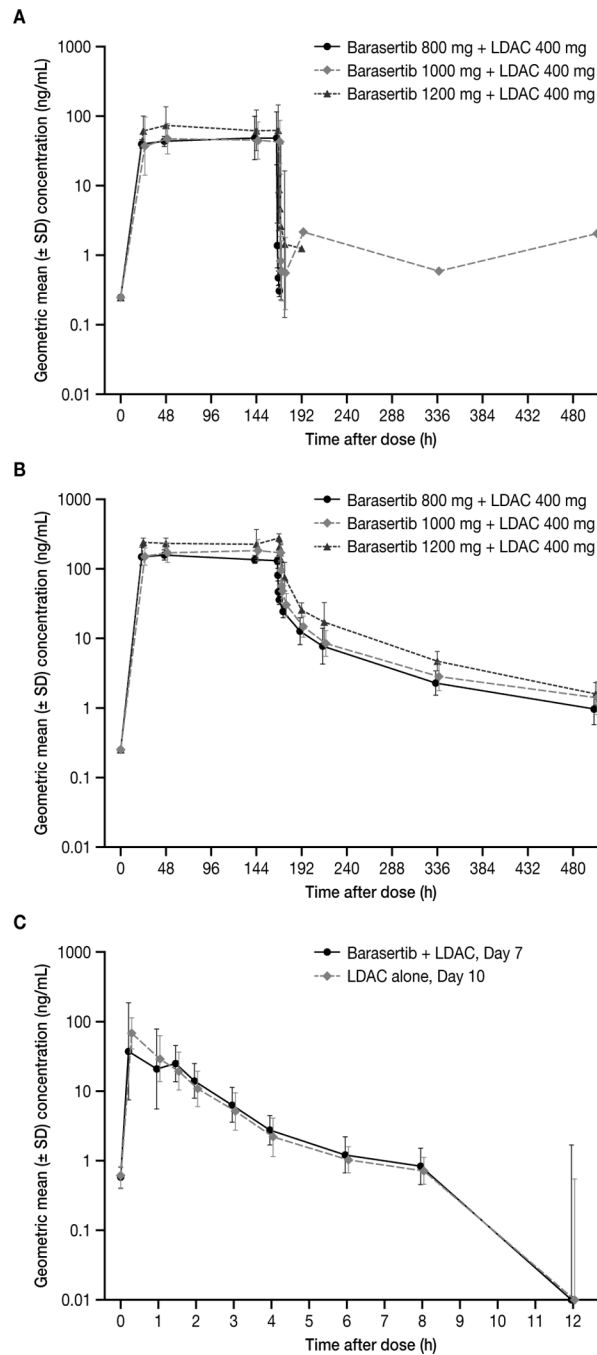 A
Geometric mean (± SD) concentration (ng/mL)
1000
100
10
1
0.1
0.01
Barasertib 800 mg + LDAC 400 mg
Barasertib 1000 mg + LDAC 400 mg
Barasertib 1200 mg + LDAC 400 mg
0 48 96 144 192 240 288 336 384 432 480
Time after dose (h)
B
Geometric mean (± SD) concentration (ng/mL)
1000
100
10
1
0.1
0.01
Barasertib 800 mg + LDAC 400 mg
Barasertib 1000 mg + LDAC 400 mg
Barasertib 1200 mg + LDAC 400 mg
0 48 96 144 192 240 288 336 384 432 480
Time after dose (h)
C
Geometric mean (± SD) concentration (ng/mL)
1000
100
10
1
0.1
0.01
Barasertib + LDAC, Day 7
LDAC alone, Day 10
0 1 2 3 4 5 6 7 8 9 10 11 12
Time after dose (h)